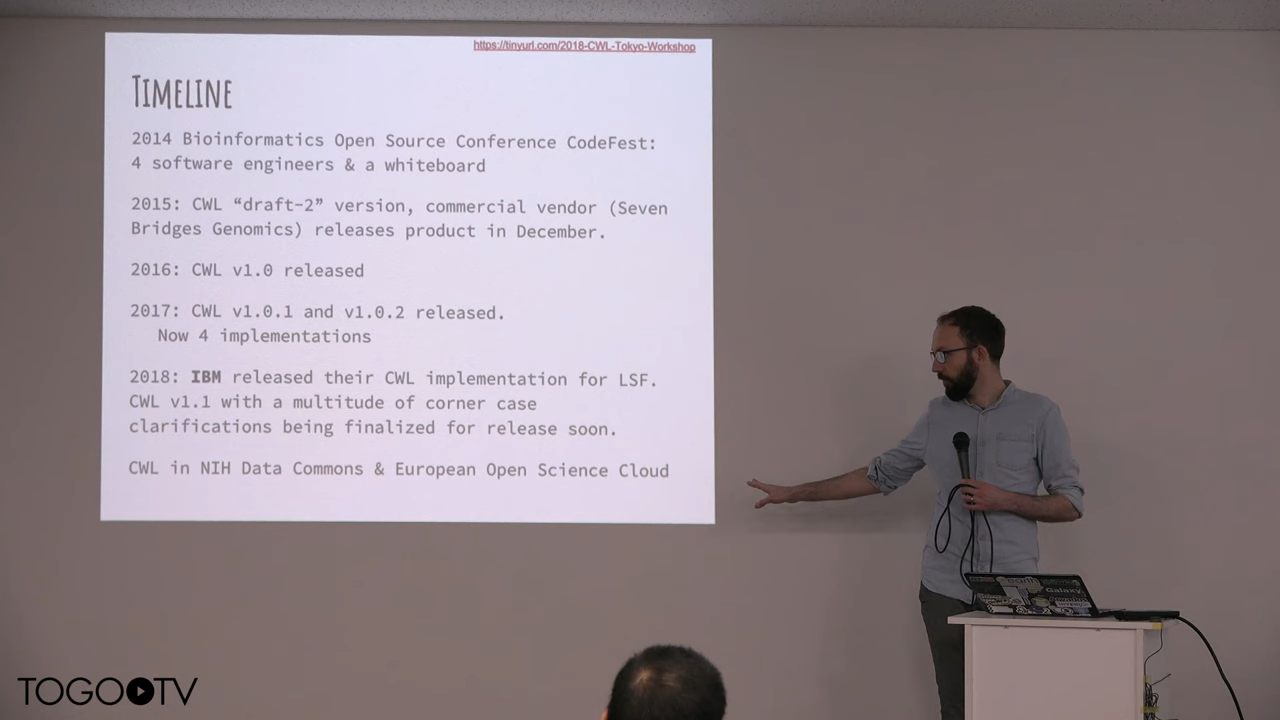 https://tinyurl.com/2018-CWL-Tokyo-Workshop
TIMELINE
2014 Bioinformatics Open Source Conference CodeFest:
4 software engineers & a whiteboard
2015: CWL “draft-2” version, commercial vendor (Seven
Bridges Genomics) releases product in December.
2016: CWL v1.0 released
2017: CWL v1.0.1 and v1.0.2 released.
Now 4 implementations
2018: IBM released their CWL implementation for LSF.
CWL v1.1 with a multitude of corner case
clarifications being finalized for release soon.
CWL in NIH Data Commons & European Open Science Cloud
Galaxy
TOGOTV